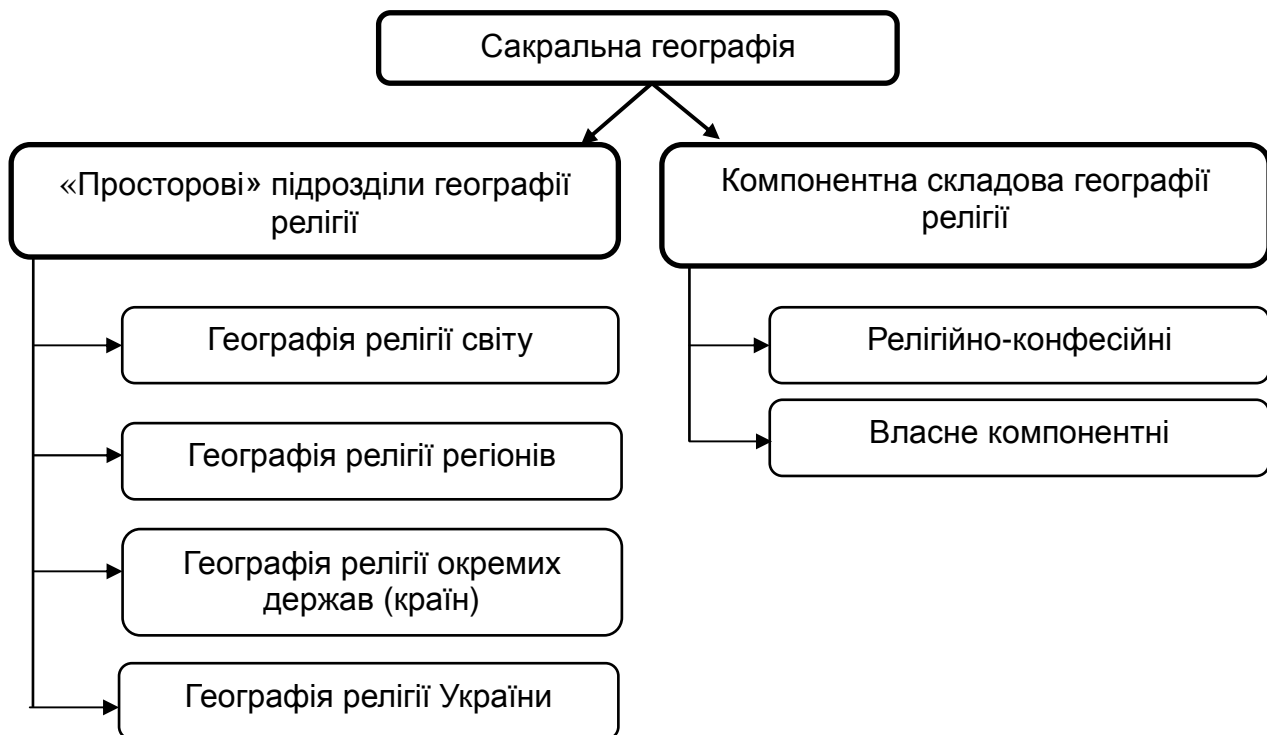 Сакральна географія
«Просторові» підрозділи географії
релігії
Компонентна складова географії
релігії
Географія релігії світу
Географія релігії регіонів
Географія релігії окремих
держав (країн)
Географія релігії України
Релігійно-конфесійні
Власне компонентні